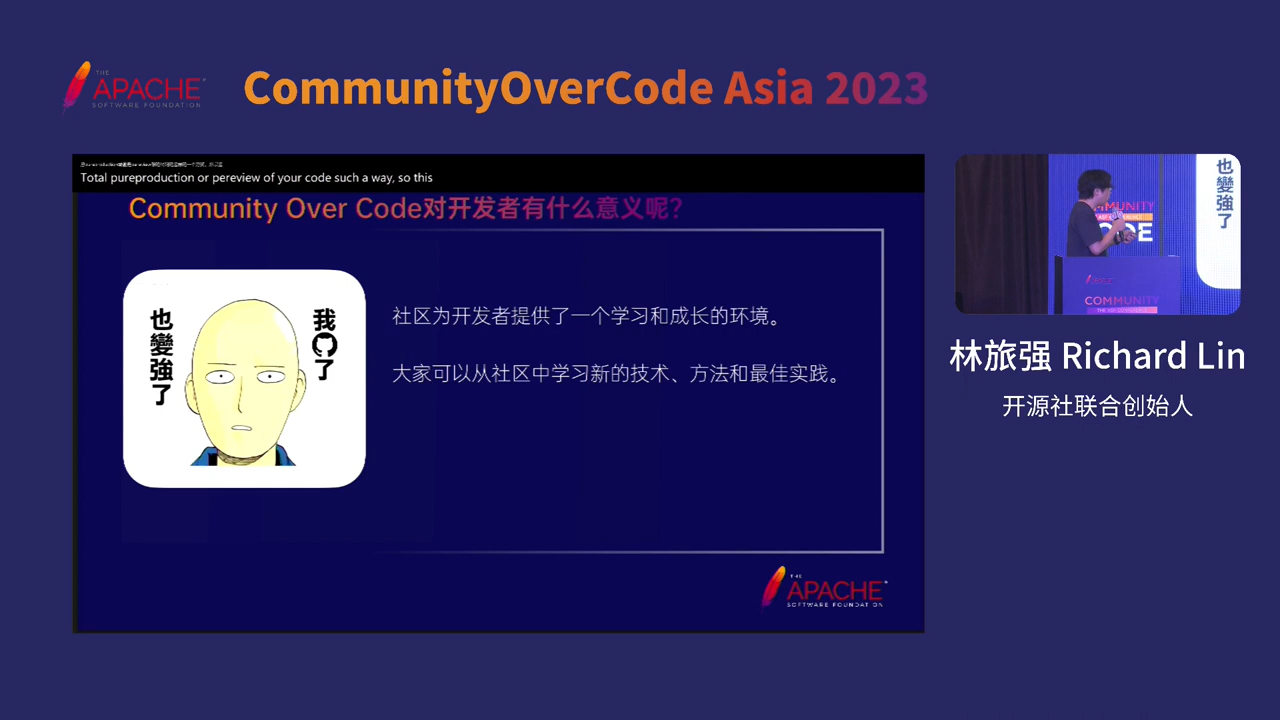 THE
APACHE
SOFTWARE FOUNDATION
CommunityOverCode Asia 2023
Total pureproduction or pereview of your code such a way, so this
Community Over Code对开发者有什么意义呢?
我了
也變強了
社区为开发者提供了一个学习和成长的环境。
大家可以从社区中学习新的技术、方法和最佳实践。
THE
APACHE
SOFTWARE FOUNDATION
也變強了
COMMUNITY
林旅强 Richard Lin
开源社联合创始人